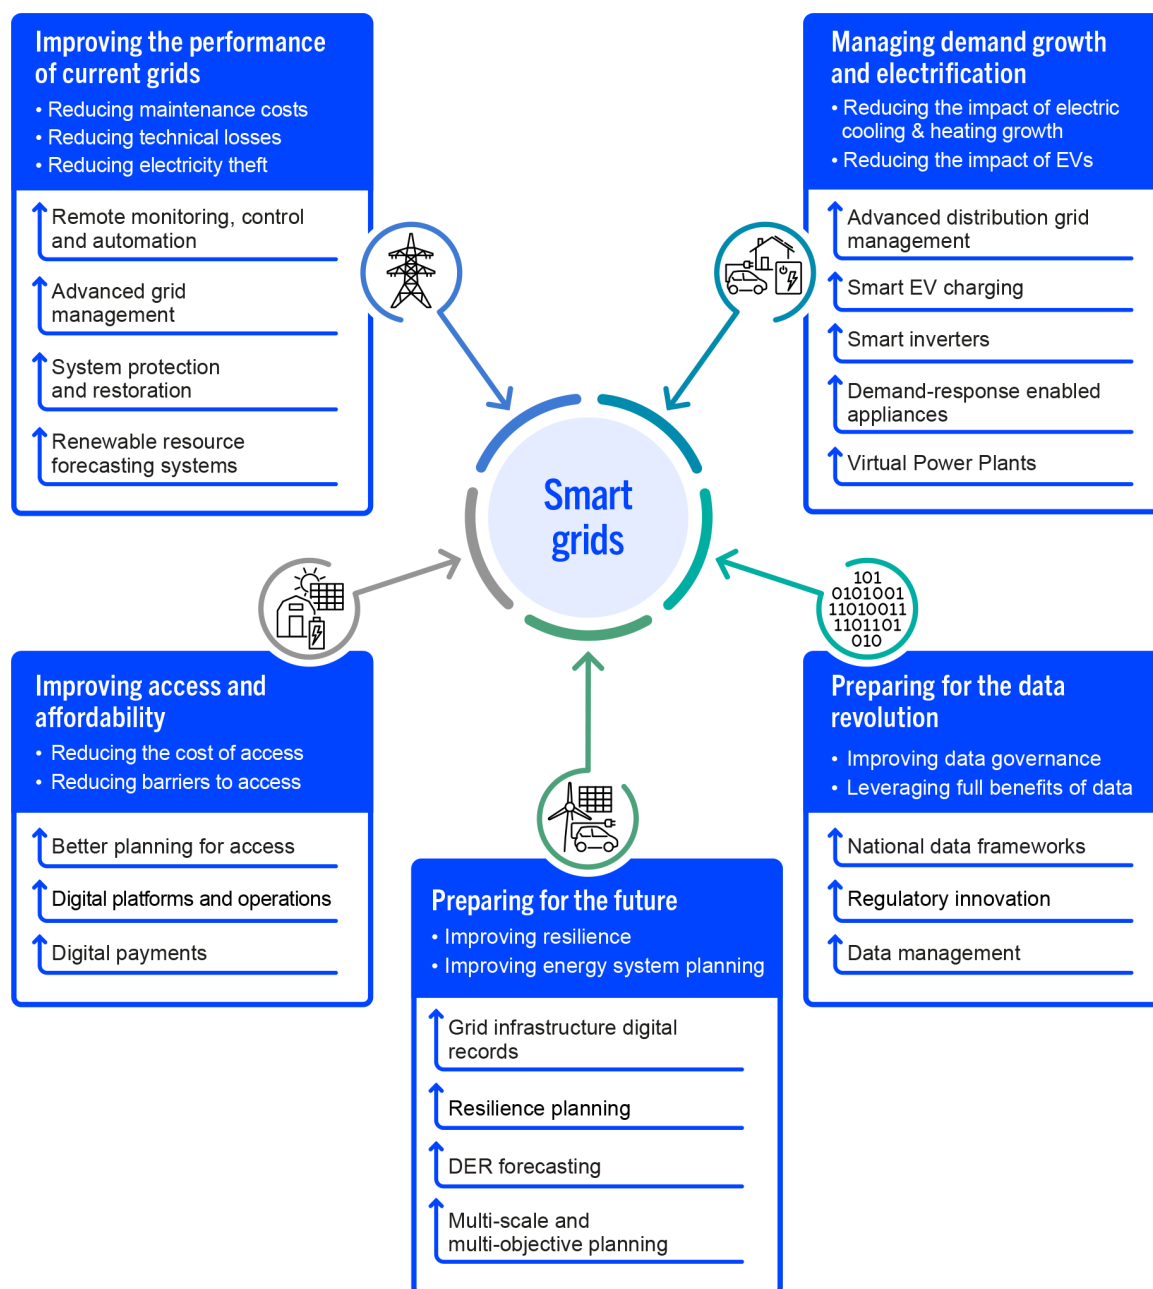 Improving the performance
of current grids
• Reducing maintenance costs
• Reducing technical losses
• Reducing electricity theft
Remote monitoring, control
and automation
Advanced grid
management
System protection
and restoration
Renewable resource
forecasting systems
Managing demand growth
and electrification
• Reducing the impact of electric
cooling & heating growth
• Reducing the impact of EVs
Advanced distribution grid
management
Smart EV charging
Smart inverters
Demand-response enabled
appliances
Virtual Power Plants
Smart
grids
Improving access and
affordability
• Reducing the cost of access
• Reducing barriers to access
Better planning for access
Digital platforms and operations
Digital payments
101
0101001
11010011
1101101
010
Preparing for the data
revolution
• Improving data governance
• Leveraging full benefits of data
National data frameworks
Regulatory innovation
Data management
Preparing for the future
• Improving resilience
• Improving energy system planning
Grid infrastructure digital
records
Resilience planning
DER forecasting
Multi-scale and
multi-objective planning